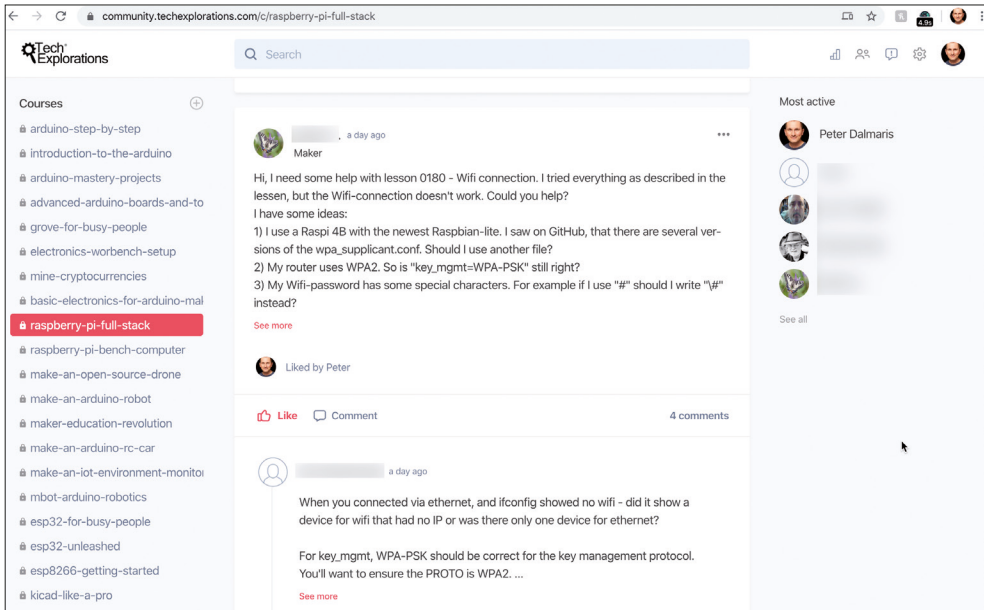 community.techexplorations.com/c/raspberry-pi-full-stack
4.9s
Tech
Explorations
Search
Courses
arduino-step-by-step
introduction-to-the-arduino
arduino-mastery-projects
advanced-arduino-boards-and-to
grove-for-busy-people
electronics-worbench-setup
mine-cryptocurrencies
basic-electronics-for-arduino-mal
raspberry-pi-full-stack
raspberry-pi-bench-computer
make-an-open-source-drone
make-an-arduino-robot
maker-education-revolution
make-an-arduino-rc-car
make-an-iot-environment-monitor
mbot-arduino-robotics
esp32-for-busy-people
esp32-unleashed
esp8266-getting-started
kicad-like-a-pro
, a day ago
Maker
Hi, I need some help with lesson 0180 - Wifi connection. I tried everything as described in the
lessen, but the Wifi-connection doesn't work. Could you help?
I have some ideas:
1) I use a Raspi 4B with the newest Raspbian-lite. I saw on GitHub, that there are several ver-
sions of the wpa_supplicant.conf. Should I use another file?
2) My router uses WPA2. So is "key_mgmt=WPA-PSK" still right?
3) My Wifi-password has some special characters. For example if I use "#" should I write "\#"
instead?
See more
Liked by Peter
Like
Comment
4 comments
a day ago
When you connected via ethernet, and ifconfig showed no wifi - did it show a
device for wifi that had no IP or was there only one device for ethernet?
For key_mgmt, WPA-PSK should be correct for the key management protocol.
You'll want to ensure the PROTO is WPA2. ...
See more
Most active
Peter Dalmaris
See all